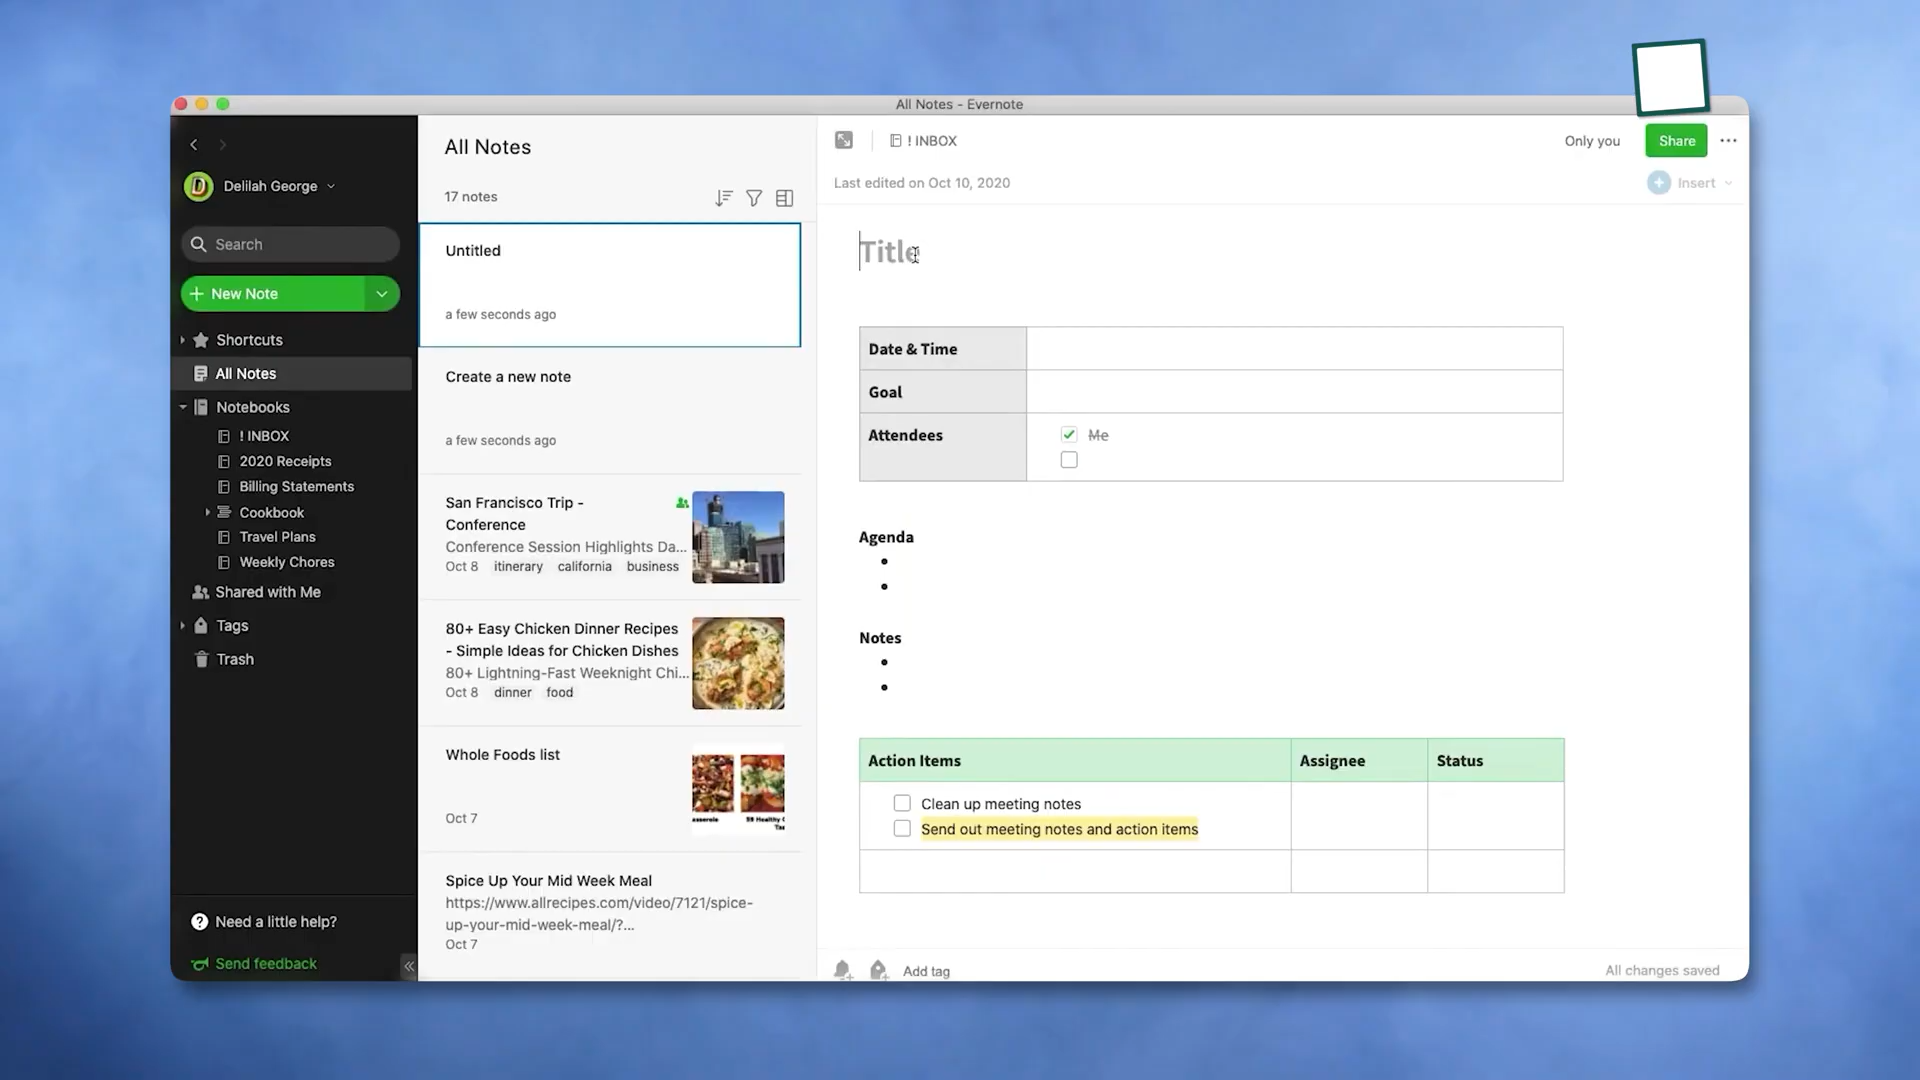 All Notes - Evernote
Delilah George
Search
New Note
Shortcuts
All Notes
Notebooks
! INBOX
2020 Receipts
Billing Statements
Cookbook
Travel Plans
Weekly Chores
Shared with Me
Tags
Trash
Need a little help?
Send feedback
All Notes
17 notes
Untitled
a few seconds ago
Create a new note
a few seconds ago
San Francisco Trip -
Conference
Conference Session Highlights Da...
Oct 8 itinerary california business
80+ Easy Chicken Dinner Recipes
- Simple Ideas for Chicken Dishes
80+ Lightning-Fast Weeknight Chi...
Oct 8 dinner food
Whole Foods list
Oct 7
Spice Up Your Mid Week Meal
https://www.allrecipes.com/video/7121/spice-
up-your-mid-week-meal/?...
Oct 7
! INBOX
Only you
Share
Last edited on Oct 10, 2020
Insert
Title
Date & Time
Goal
Attendees
Me
Agenda
Notes
Action Items Assignee Status
Clean up meeting notes
Send out meeting notes and action items
Add tag
All changes saved